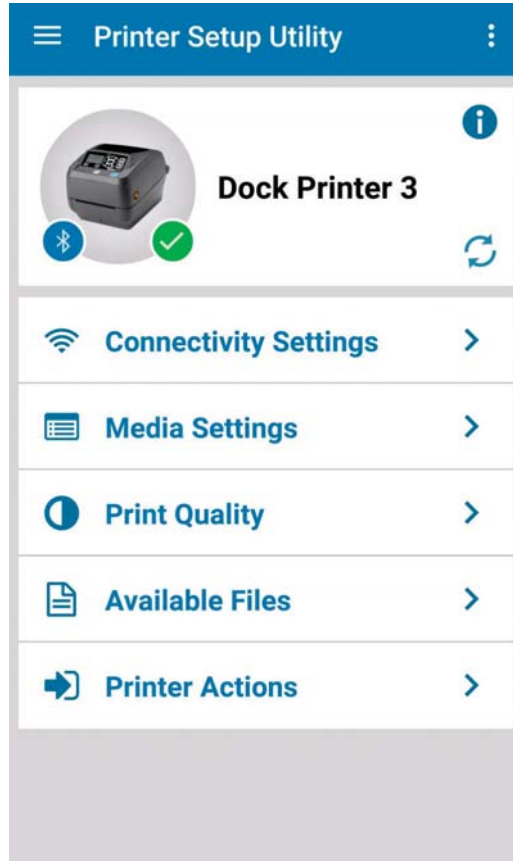 Printer Setup Utility
Dock Printer 3
Connectivity Settings
Media Settings
Print Quality
Available Files
Printer Actions